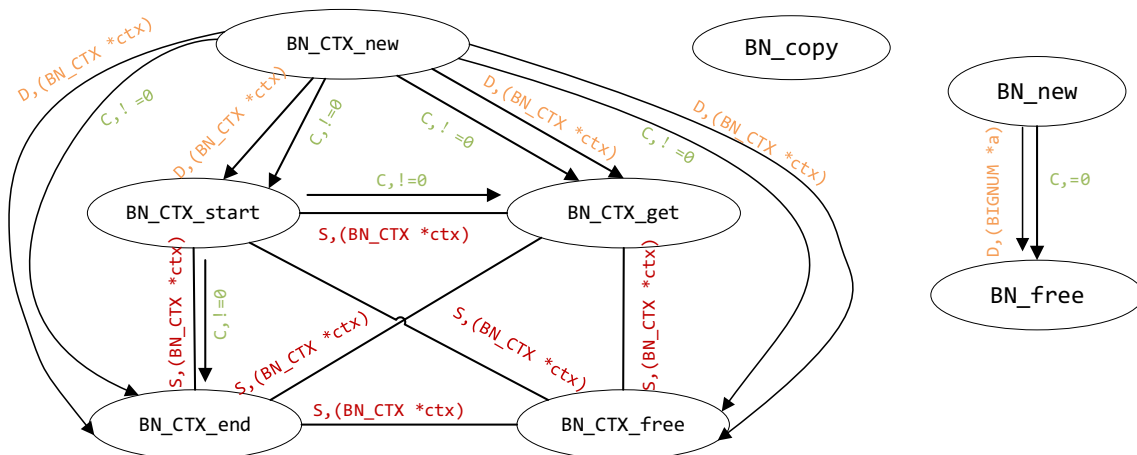 BN_CTX_new
BN_copy
BN_new
D,(BN_CTX *ctx)
C,! =0
D,(BN_CTX *ctx)
C,!=0
C,! =0
D,(BN_CTX *ctx)
C,! =0
D,(BN_CTX *ctx)
D,(BIGNUM *a)
C,=0
BN_CTX_start
C,!=0
S,(BN_CTX *ctx)
BN_CTX_get
S,(BN_CTX *ctx)
C,!=0
S,(BN_CTX *ctx)
S,(BN_CTX *ctx)
S,(BN_CTX *ctx)
BN_free
BN_CTX_end
S,(BN_CTX *ctx)
BN_CTX_free